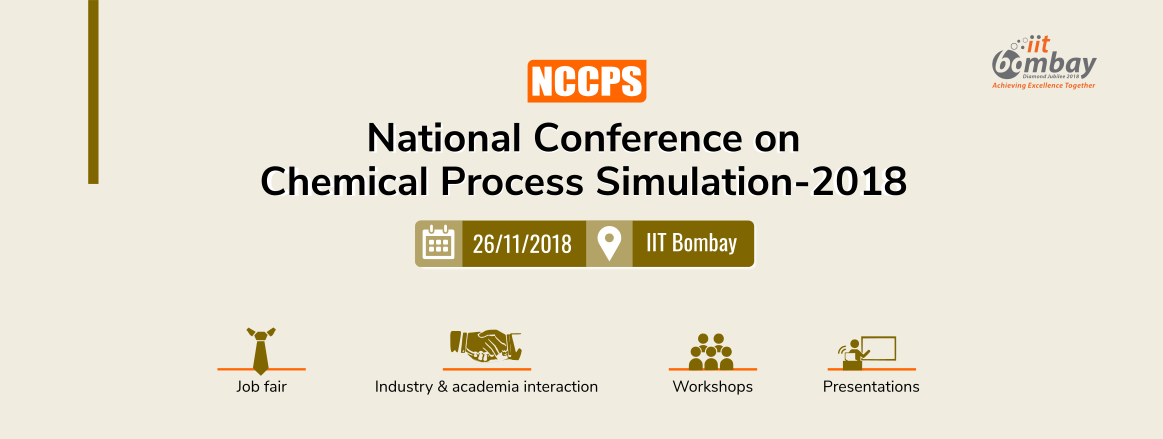 NCCPS
iit
bombay
Diamond Jubilee 2018
Achieving Excellence Together
National Conference on
Chemical Process Simulation-2018
26/11/2018 IIT Bombay
Job fair Industry & academia interaction Workshops Presentations